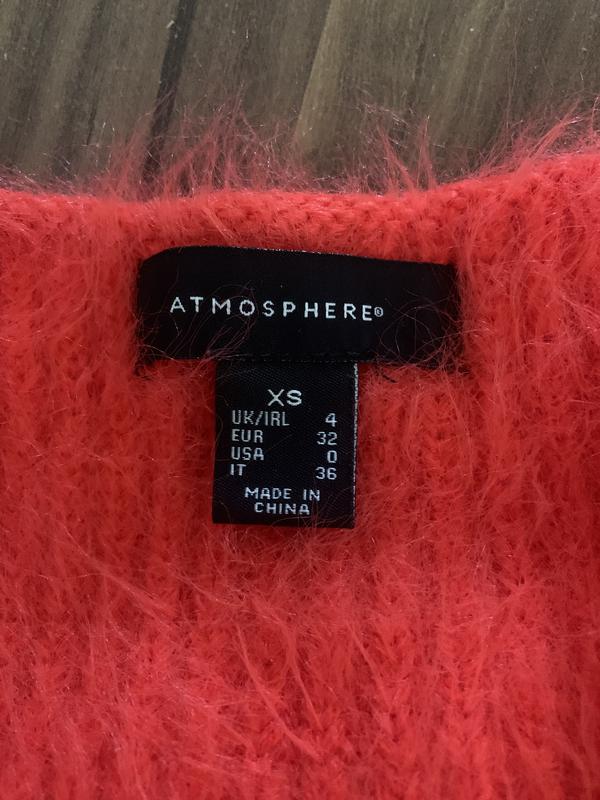 ATMOSPHERE®
XS
UK/IRL 4
EUR 32
USA 0
IT 36
MADE IN
CHINA